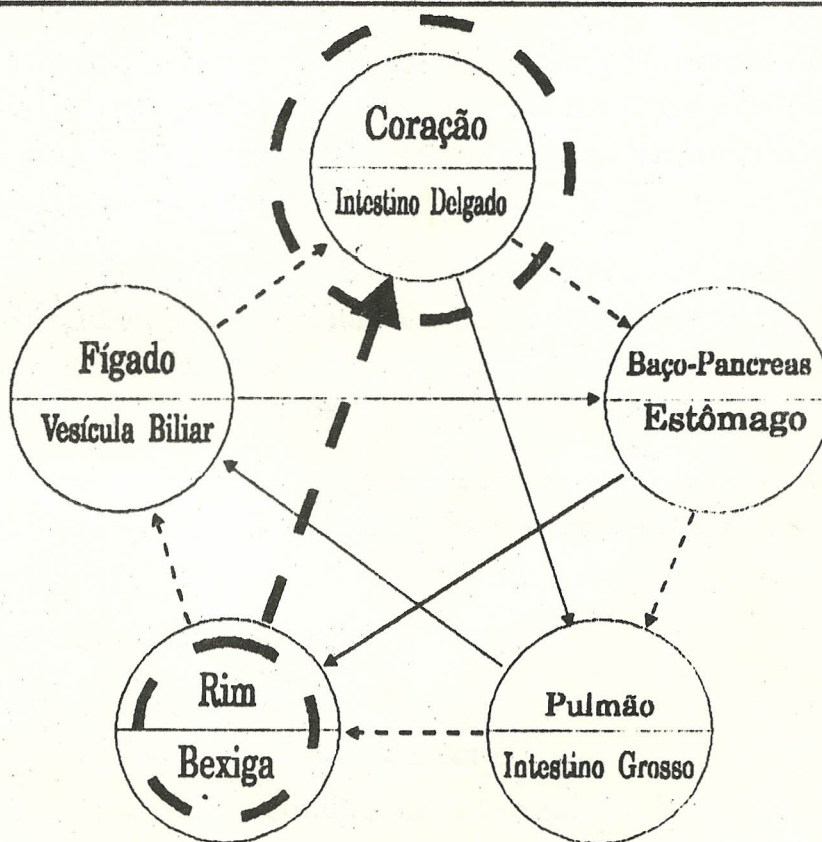 Coração
Intestino Delgado
Fígado
Vesícula Biliar
Baço-Pancreas
Estômago
Rim
Bexiga
Pulmão
Intestino Grosso